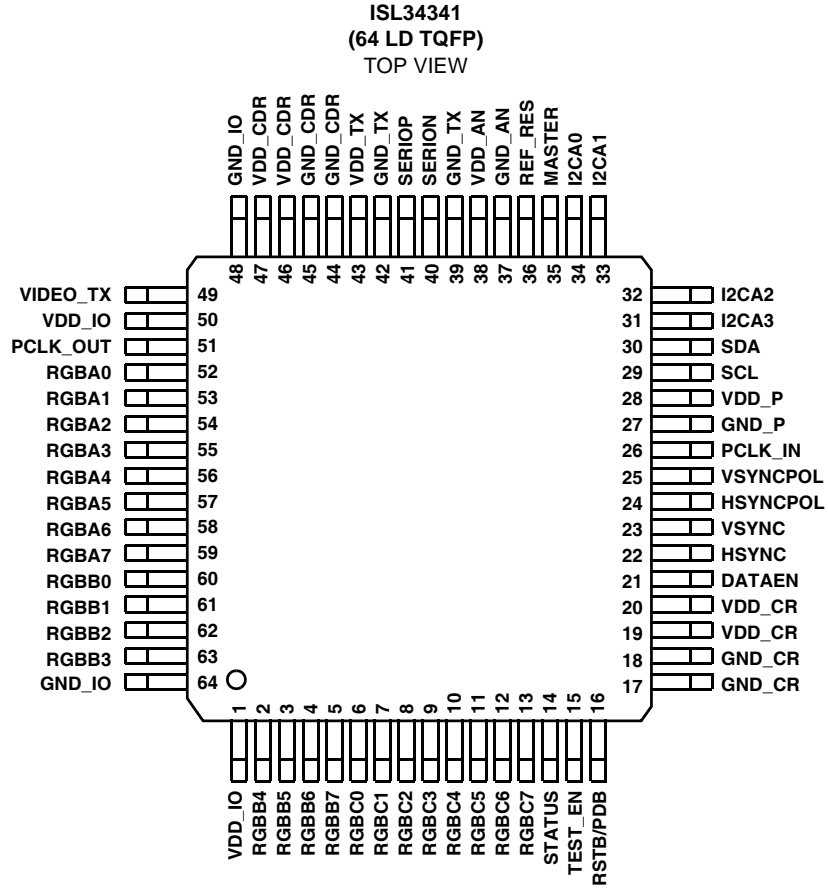 ISL34341
(64 LD TQFP)
TOP VIEW
GND_IO
VDD_CDR
VDD_CDR
GND_CDR
GND_CDR
VDD_TX
GND_TX
SERIOP
SERION
GND_TX
VDD_AN
GND_AN
REF_RES
MASTER
I2CA0
I2CA1
48
47
46
45
44
43
42
41
40
39
38
37
36
35
34
33
VIDEO_TX 49
VDD_IO 50
PCLK_OUT 51
RGBA0 52
RGBA1 53
RGBA2 54
RGBA3 55
RGBA4 56
RGBA5 57
RGBA6 58
RGBA7 59
RGBB0 60
RGBB1 61
RGBB2 62
RGBB3 63
GND_IO 64
32 I2CA2
31 I2CA3
30 SDA
29 SCL
28 VDD_P
27 GND_P
26 PCLK_IN
25 VSYNCPOL
24 HSYNCPOL
23 VSYNC
22 HSYNC
21 DATAEN
20 VDD_CR
19 VDD_CR
18 GND_CR
17 GND_CR
1
2
3
4
5
6
7
8
9
10
11
12
13
14
15
16
VDD_IO
RGBB4
RGBB5
RGBB6
RGBB7
RGBC0
RGBC1
RGBC2
RGBC3
RGBC4
RGBC5
RGBC6
RGBC7
STATUS
TEST_EN
RSTB/PDB